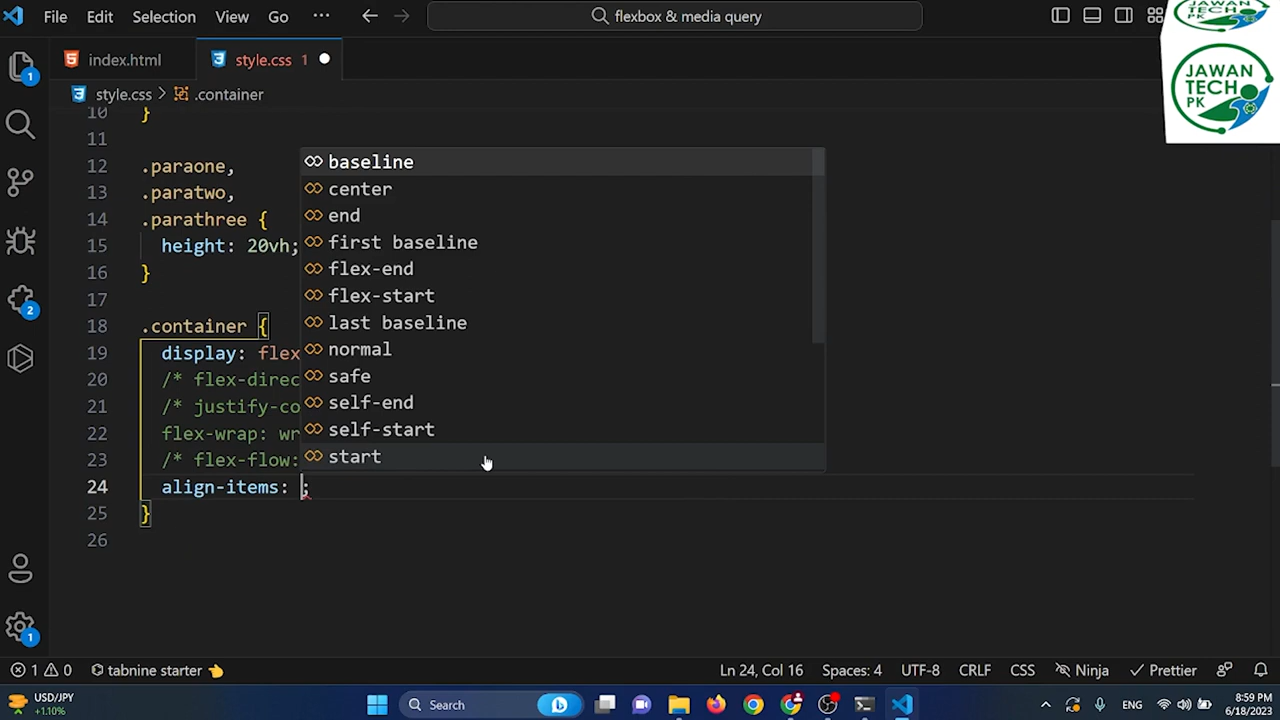 File Edit Selection View Go ··· flexbox & media query
JAWAN
TECH
PK
index.html style.css 1
style.css > .container
10 }
11
12 .paraone,
13 .paratwo,
14 .parathree {
15 height: 20vh;
16 }
17
18 .container {
19 display: flex
20 /* flex-direc
21 /* justify-co
22 flex-wrap: wr
23 /* flex-flow:
24 align-items: ;
25 }
26
baseline
center
end
first baseline
flex-end
flex-start
last baseline
normal
safe
self-end
self-start
start
1
2
1
1 0 tabnine starter Ln 24, Col 16 Spaces: 4 UTF-8 CRLF CSS Ninja Prettier
USD/JPY
+1.10%
Search
ENG
8:59 PM
6/18/2023